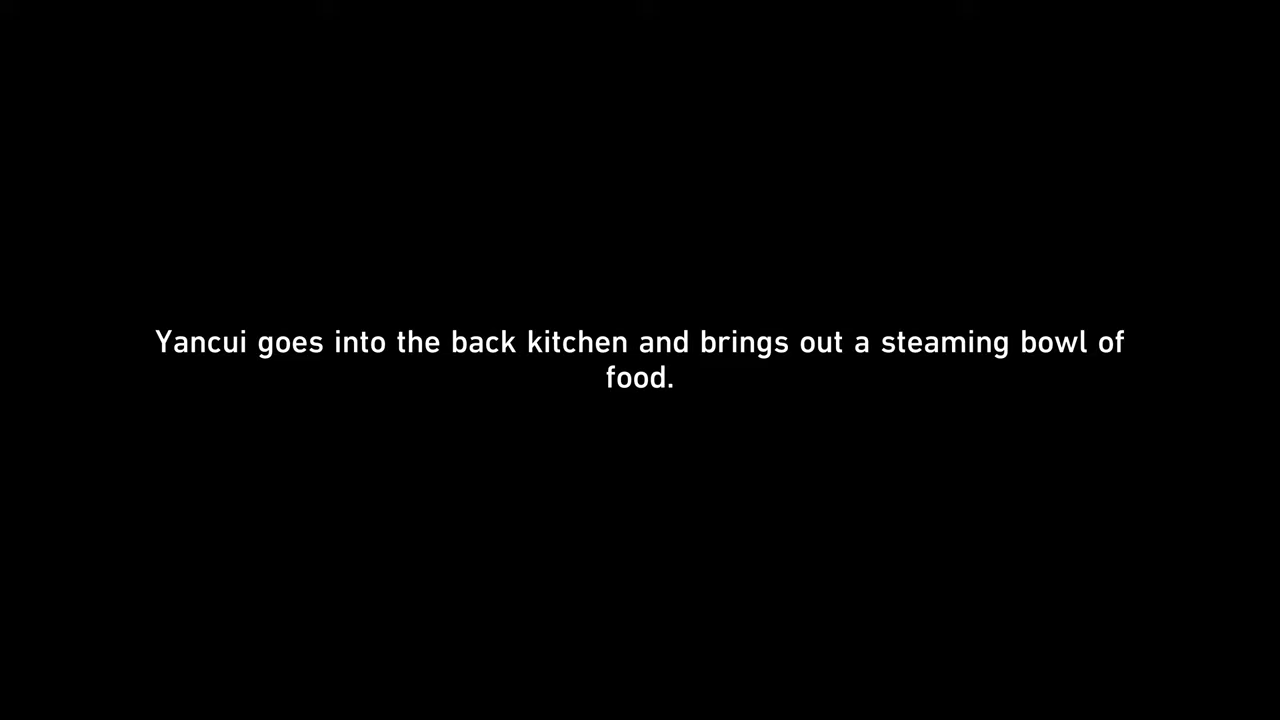 Yancui goes into the back kitchen and brings out a steaming bowl of
food.